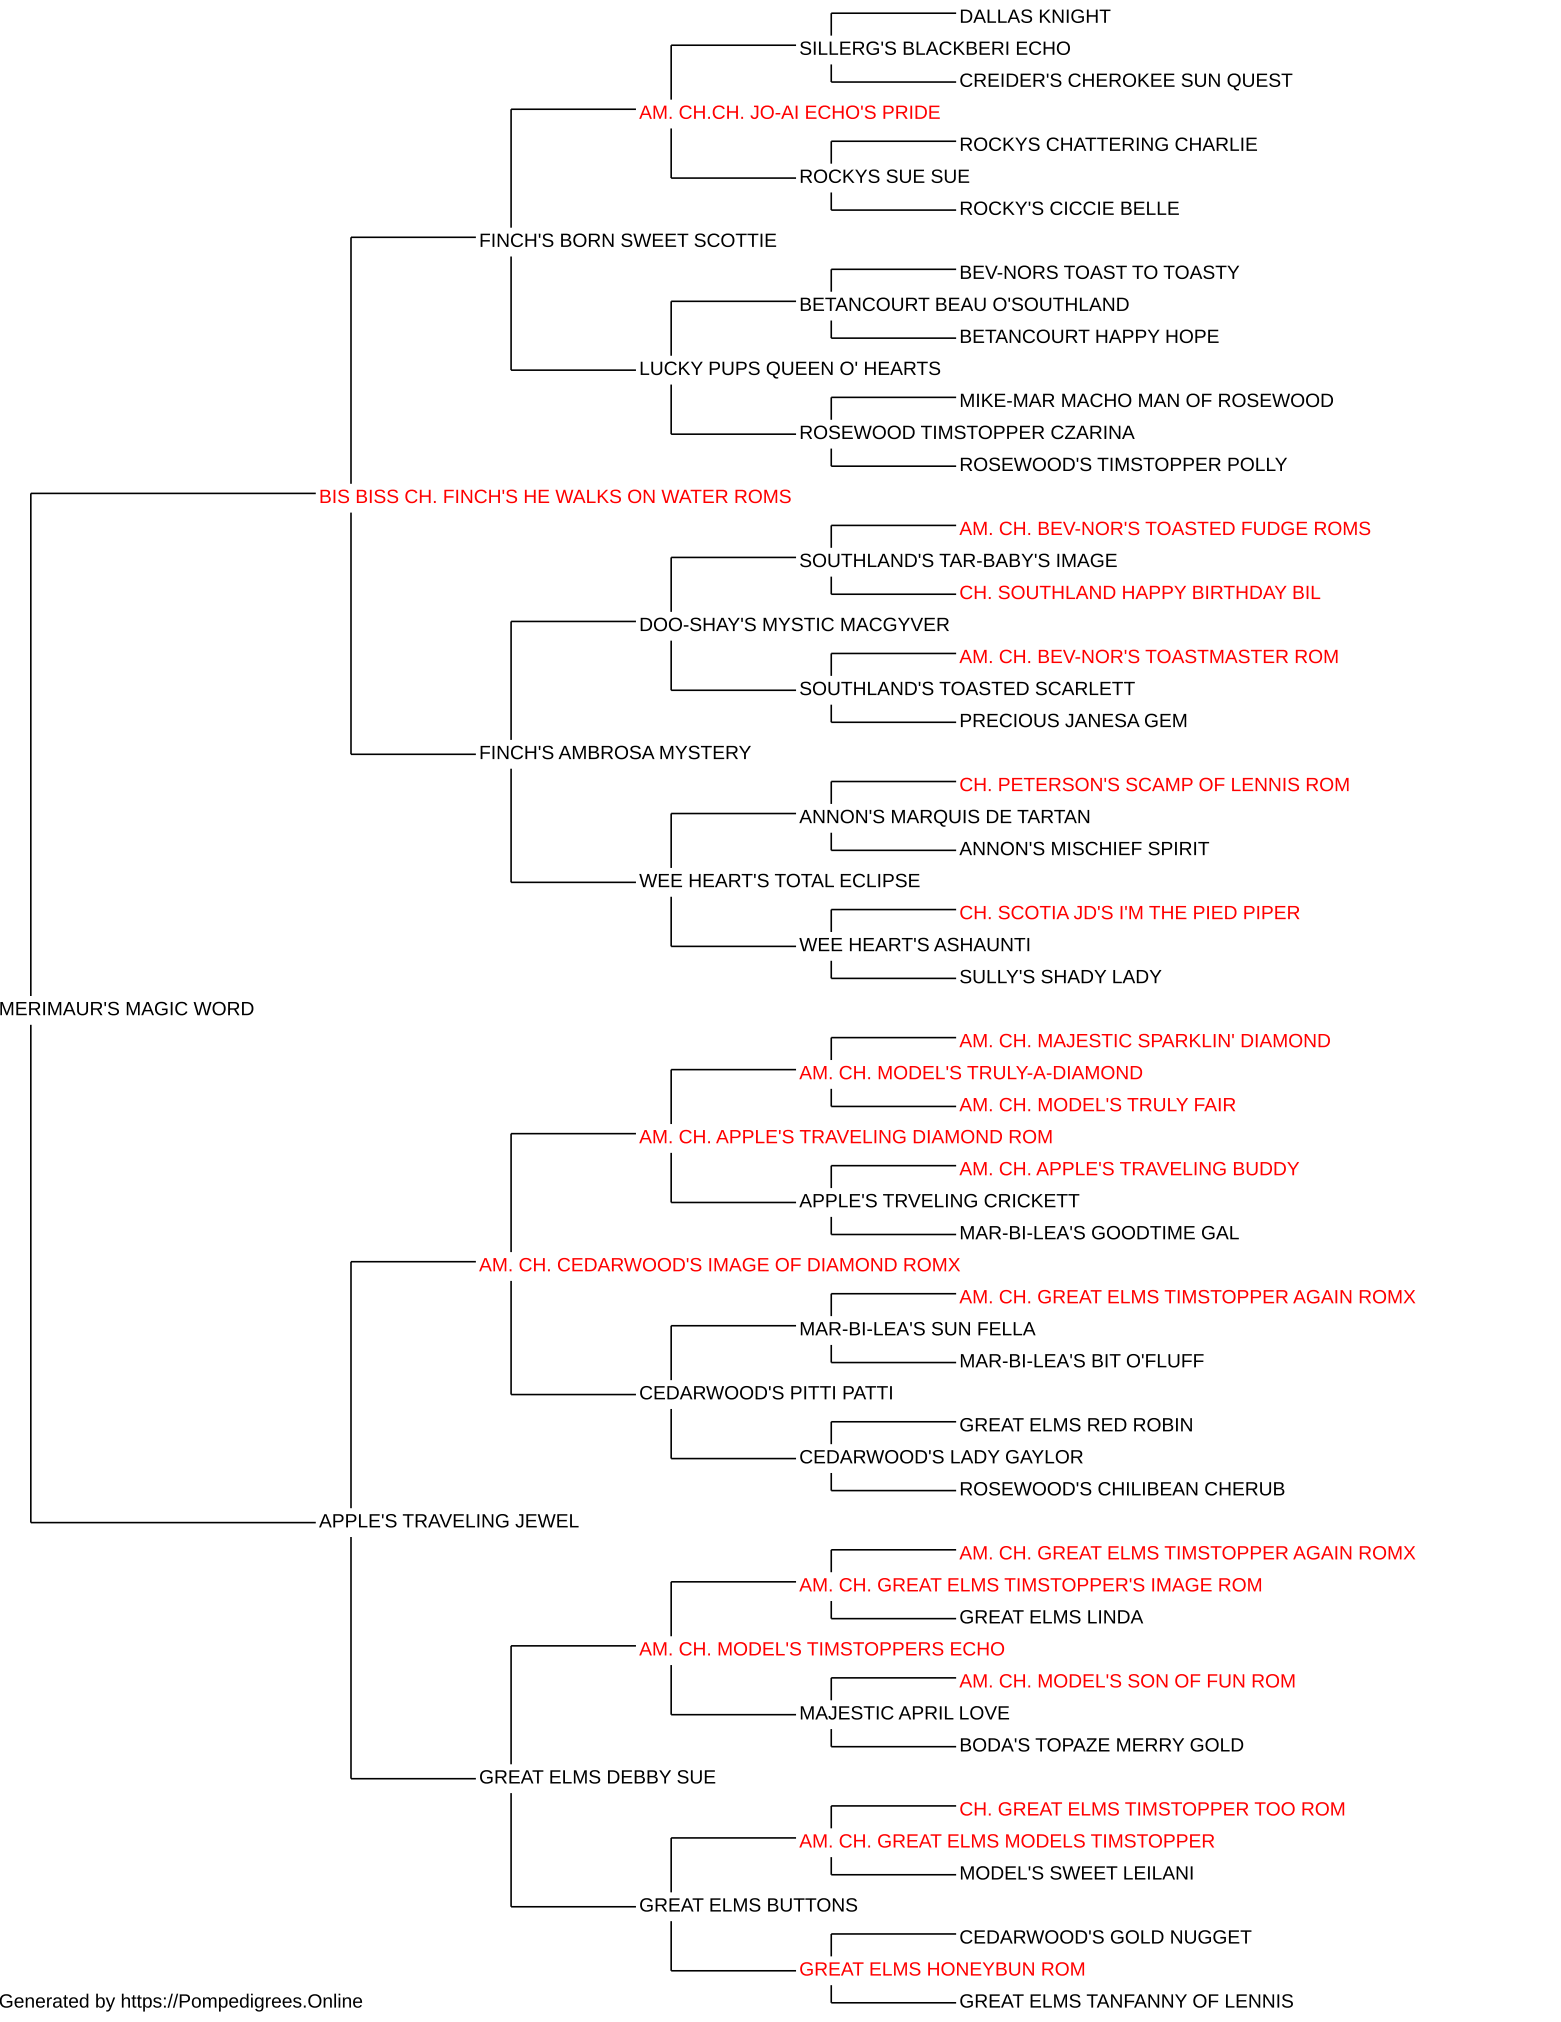 DALLAS KNIGHT
SILLERG'S BLACKBERI ECHO
CREIDER'S CHEROKEE SUN QUEST
AM. CH.CH. JO-AI ECHO'S PRIDE
ROCKYS CHATTERING CHARLIE
ROCKYS SUE SUE
ROCKY'S CICCIE BELLE
FINCH'S BORN SWEET SCOTTIE
BEV-NORS TOAST TO TOASTY
BETANCOURT BEAU O'SOUTHLAND
BETANCOURT HAPPY HOPE
LUCKY PUPS QUEEN O' HEARTS
MIKE-MAR MACHO MAN OF ROSEWOOD
ROSEWOOD TIMSTOPPER CZARINA
ROSEWOOD'S TIMSTOPPER POLLY
BIS BISS CH. FINCH'S HE WALKS ON WATER ROMS
AM. CH. BEV-NOR'S TOASTED FUDGE ROMS
SOUTHLAND'S TAR-BABY'S IMAGE
CH. SOUTHLAND HAPPY BIRTHDAY BIL
DOO-SHAY'S MYSTIC MACGYVER
AM. CH. BEV-NOR'S TOASTMASTER ROM
SOUTHLAND'S TOASTED SCARLETT
PRECIOUS JANESA GEM
FINCH'S AMBROSA MYSTERY
CH. PETERSON'S SCAMP OF LENNIS ROM
ANNON'S MARQUIS DE TARTAN
ANNON'S MISCHIEF SPIRIT
WEE HEART'S TOTAL ECLIPSE
CH. SCOTIA JD'S I'M THE PIED PIPER
WEE HEART'S ASHAUNTI
SULLY'S SHADY LADY
MERIMAUR'S MAGIC WORD
AM. CH. MAJESTIC SPARKLIN' DIAMOND
AM. CH. MODEL'S TRULY-A-DIAMOND
AM. CH. MODEL'S TRULY FAIR
AM. CH. APPLE'S TRAVELING DIAMOND ROM
AM. CH. APPLE'S TRAVELING BUDDY
APPLE'S TRVELING CRICKETT
MAR-BI-LEA'S GOODTIME GAL
AM. CH. CEDARWOOD'S IMAGE OF DIAMOND ROMX
AM. CH. GREAT ELMS TIMSTOPPER AGAIN ROMX
MAR-BI-LEA'S SUN FELLA
MAR-BI-LEA'S BIT O'FLUFF
CEDARWOOD'S PITTI PATTI
GREAT ELMS RED ROBIN
CEDARWOOD'S LADY GAYLOR
ROSEWOOD'S CHILIBEAN CHERUB
APPLE'S TRAVELING JEWEL
AM. CH. GREAT ELMS TIMSTOPPER AGAIN ROMX
AM. CH. GREAT ELMS TIMSTOPPER'S IMAGE ROM
GREAT ELMS LINDA
AM. CH. MODEL'S TIMSTOPPERS ECHO
AM. CH. MODEL'S SON OF FUN ROM
MAJESTIC APRIL LOVE
BODA'S TOPAZE MERRY GOLD
GREAT ELMS DEBBY SUE
CH. GREAT ELMS TIMSTOPPER TOO ROM
AM. CH. GREAT ELMS MODELS TIMSTOPPER
MODEL'S SWEET LEILANI
GREAT ELMS BUTTONS
CEDARWOOD'S GOLD NUGGET
GREAT ELMS HONEYBUN ROM
GREAT ELMS TANFANNY OF LENNIS
Generated by https://Pompedigrees.Online